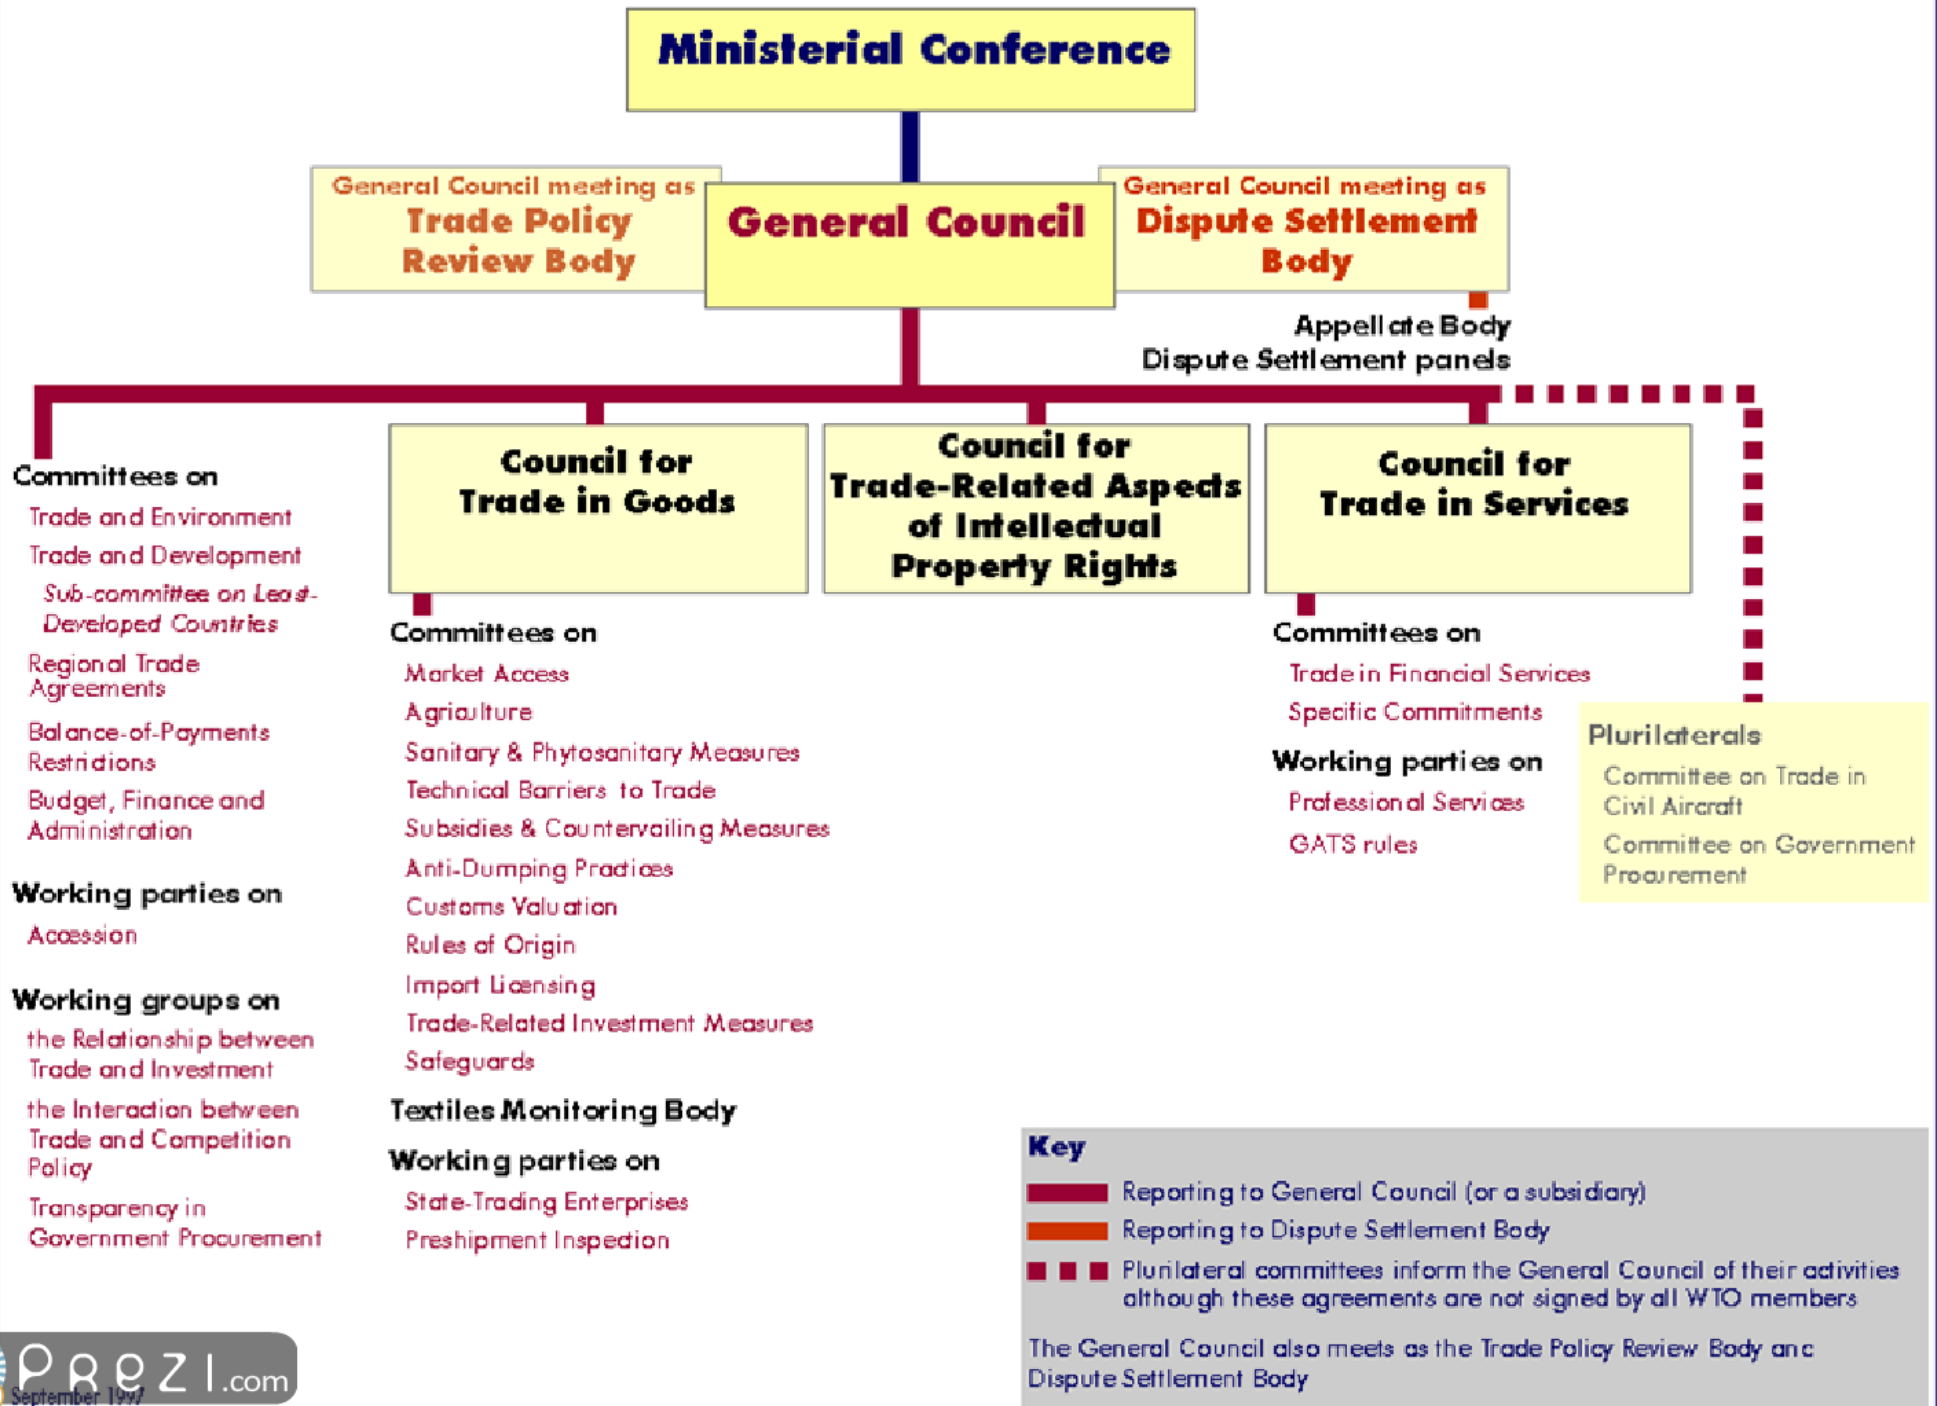 Ministerial Conference
General Council meeting as
Trade Policy
Review Body
General Council
General Council meeting as
Dispute Settlement
Body
Appellate Body
Dispute Settlement panels
Committees on
Trade and Environment
Trade and Development
Sub-committee on Least-
Developed Countries
Regional Trade
Agreements
Balance-of-Payments
Restrictions
Budget, Finance and
Administration
Working parties on
Accession
Working groups on
the Relationship between
Trade and Investment
the Interaction between
Trade and Competition
Policy
Transparency in
Government Procurement
Council for
Trade in Goods
Committees on
Market Access
Agriculture
Sanitary & Phytosanitary Measures
Technical Barriers to Trade
Subsidies & Countervailing Measures
Anti-Dumping Practices
Customs Valuation
Rules of Origin
Import Licensing
Trade-Related Investment Measures
Safeguards
Textiles Monitoring Body
Working parties on
State-Trading Enterprises
Preshipment Inspection
Council for
Trade-Related Aspects
of Intellectual
Property Rights
Council for
Trade in Services
Committees on
Trade in Financial Services
Specific Commitments
Working parties on
Professional Services
GATS rules
Plurilaterals
Committee on Trade in
Civil Aircraft
Committee on Government
Procurement
Key
Reporting to General Council (or a subsidiary)
Reporting to Dispute Settlement Body
Plurilateral committees inform the General Council of their activities
although these agreements are not signed by all WTO members
The General Council also meets as the Trade Policy Review Body and
Dispute Settlement Body
Prezi.com
September 1997